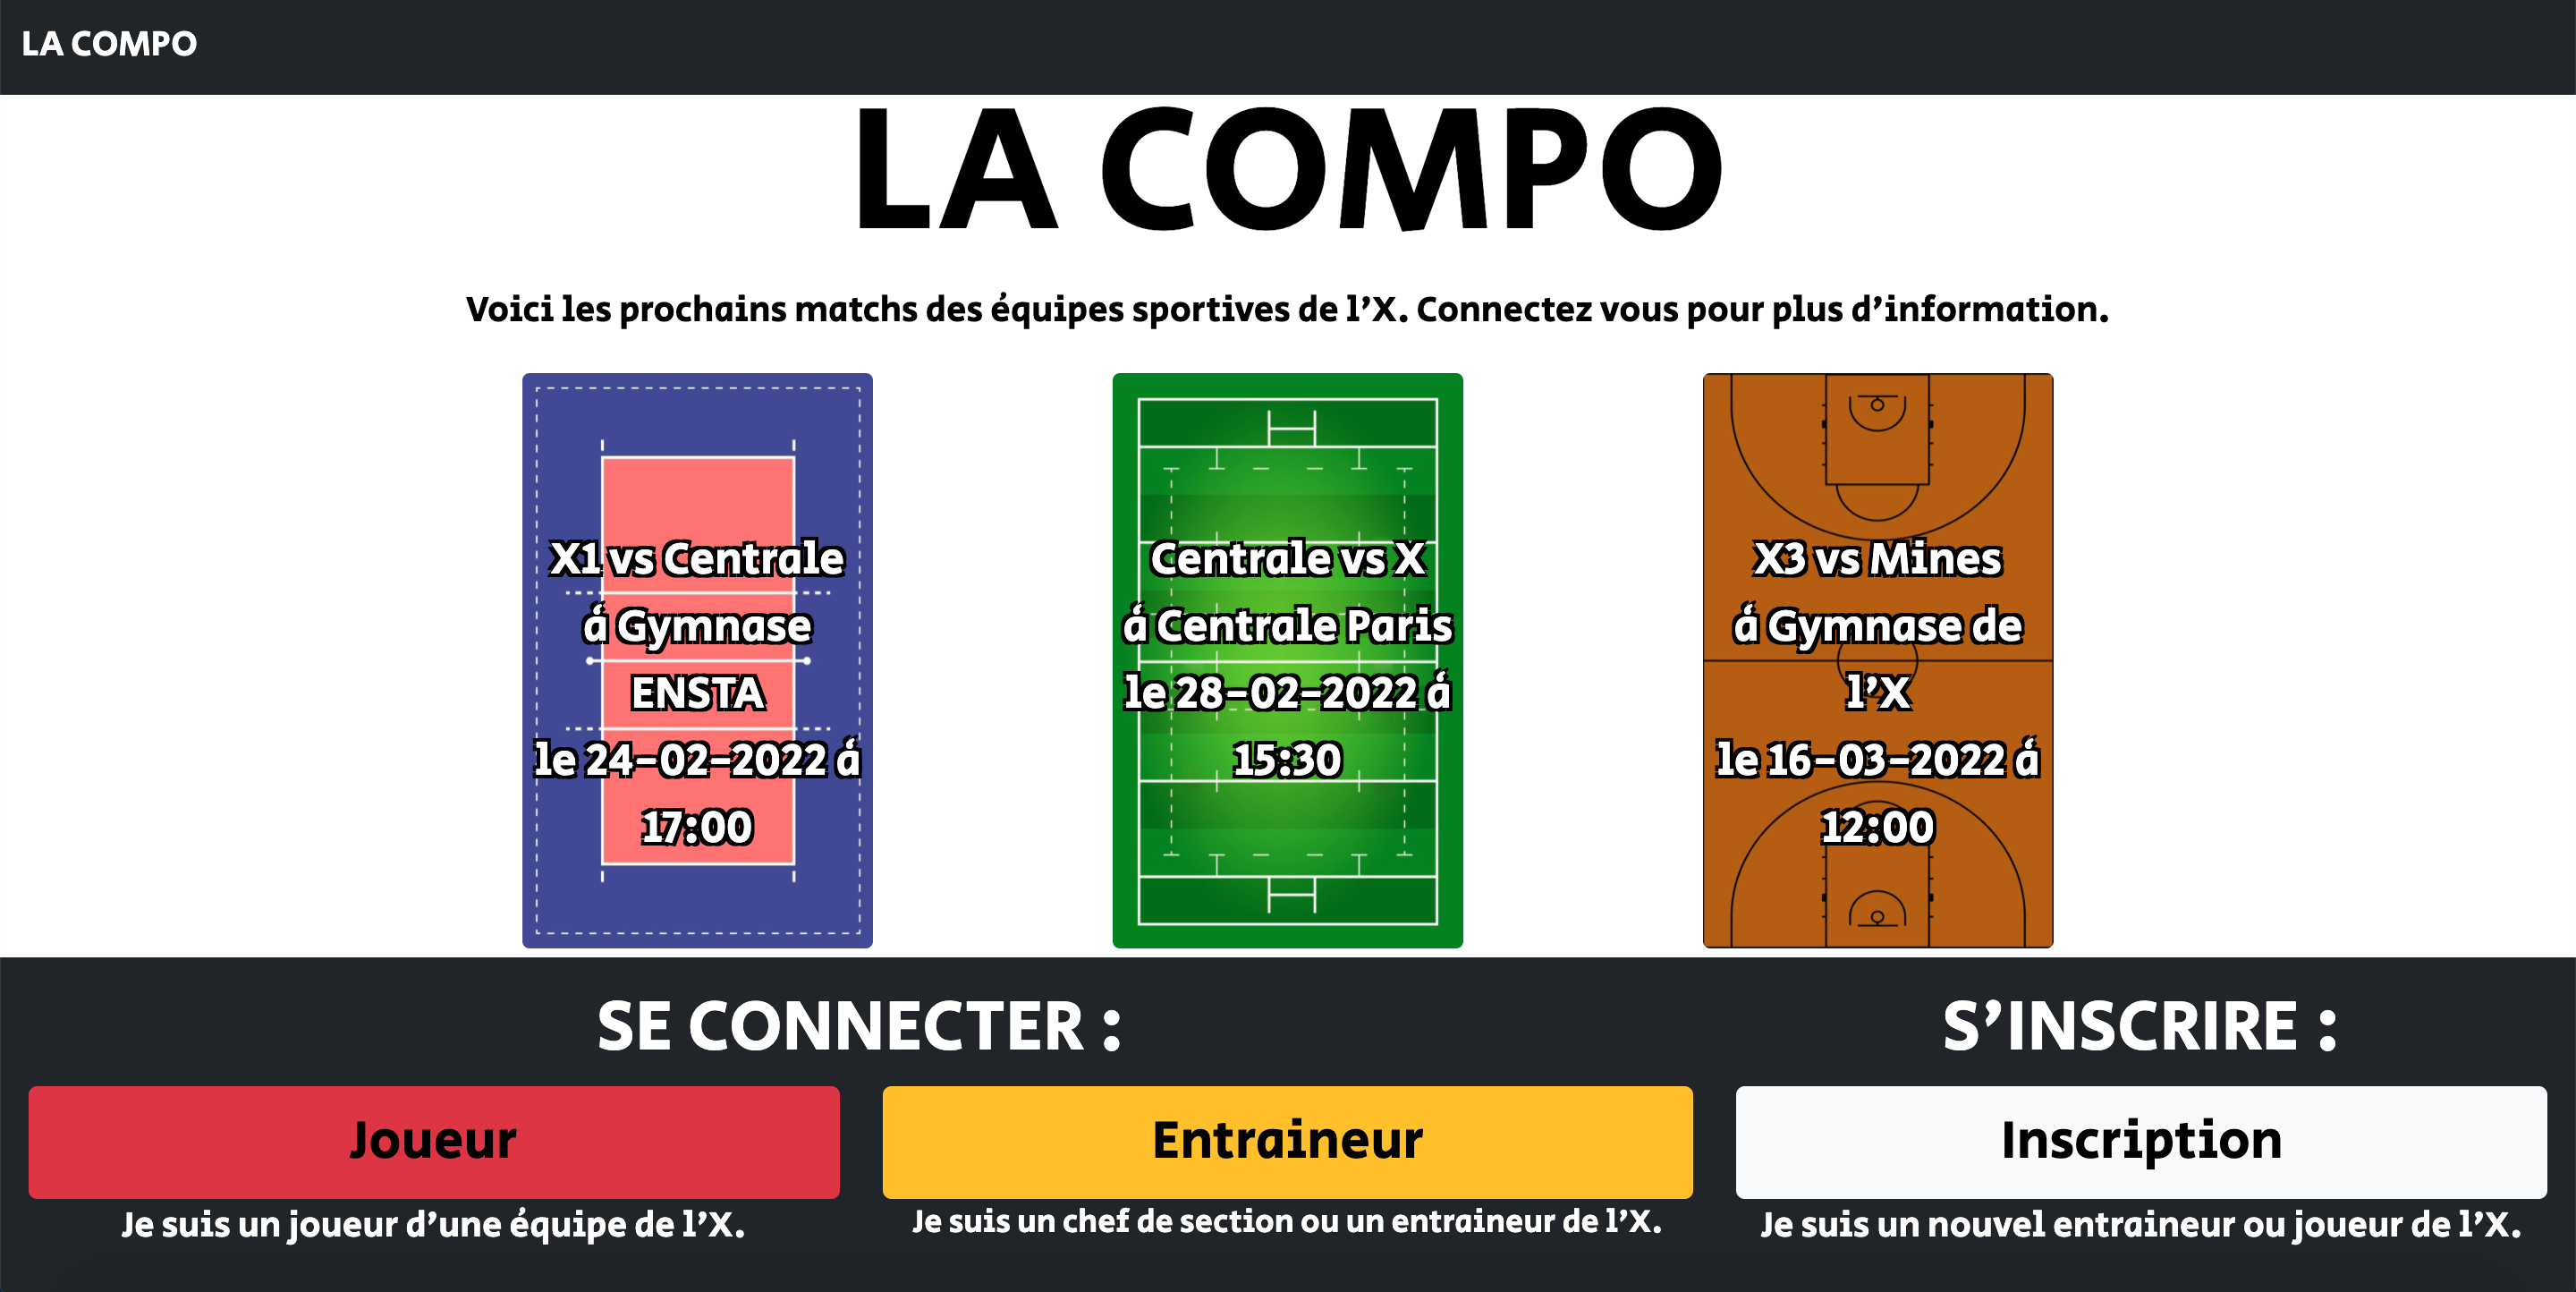 LA COMPO
LA COMPO
Voici les prochains matchs des équipes sportives de l'X. Connectez vous pour plus d'information.
X1 vs Centrale
á Gymnase
ENSTA
le 24-02-2022 á
17:00
Centrale vs X
á Centrale Paris
le 28-02-2022 á
15:30
X3 vs Mines
á Gymnase de
l'X
le 16-03-2022 á
12:00
SE CONNECTER :
S'INSCRIRE :
Joueur
Entraineur
Inscription
Je suis un joueur d'une équipe de l'X.
Je suis un chef de section ou un entraineur de l'X.
Je suis un nouvel entraineur ou joueur de l'X.